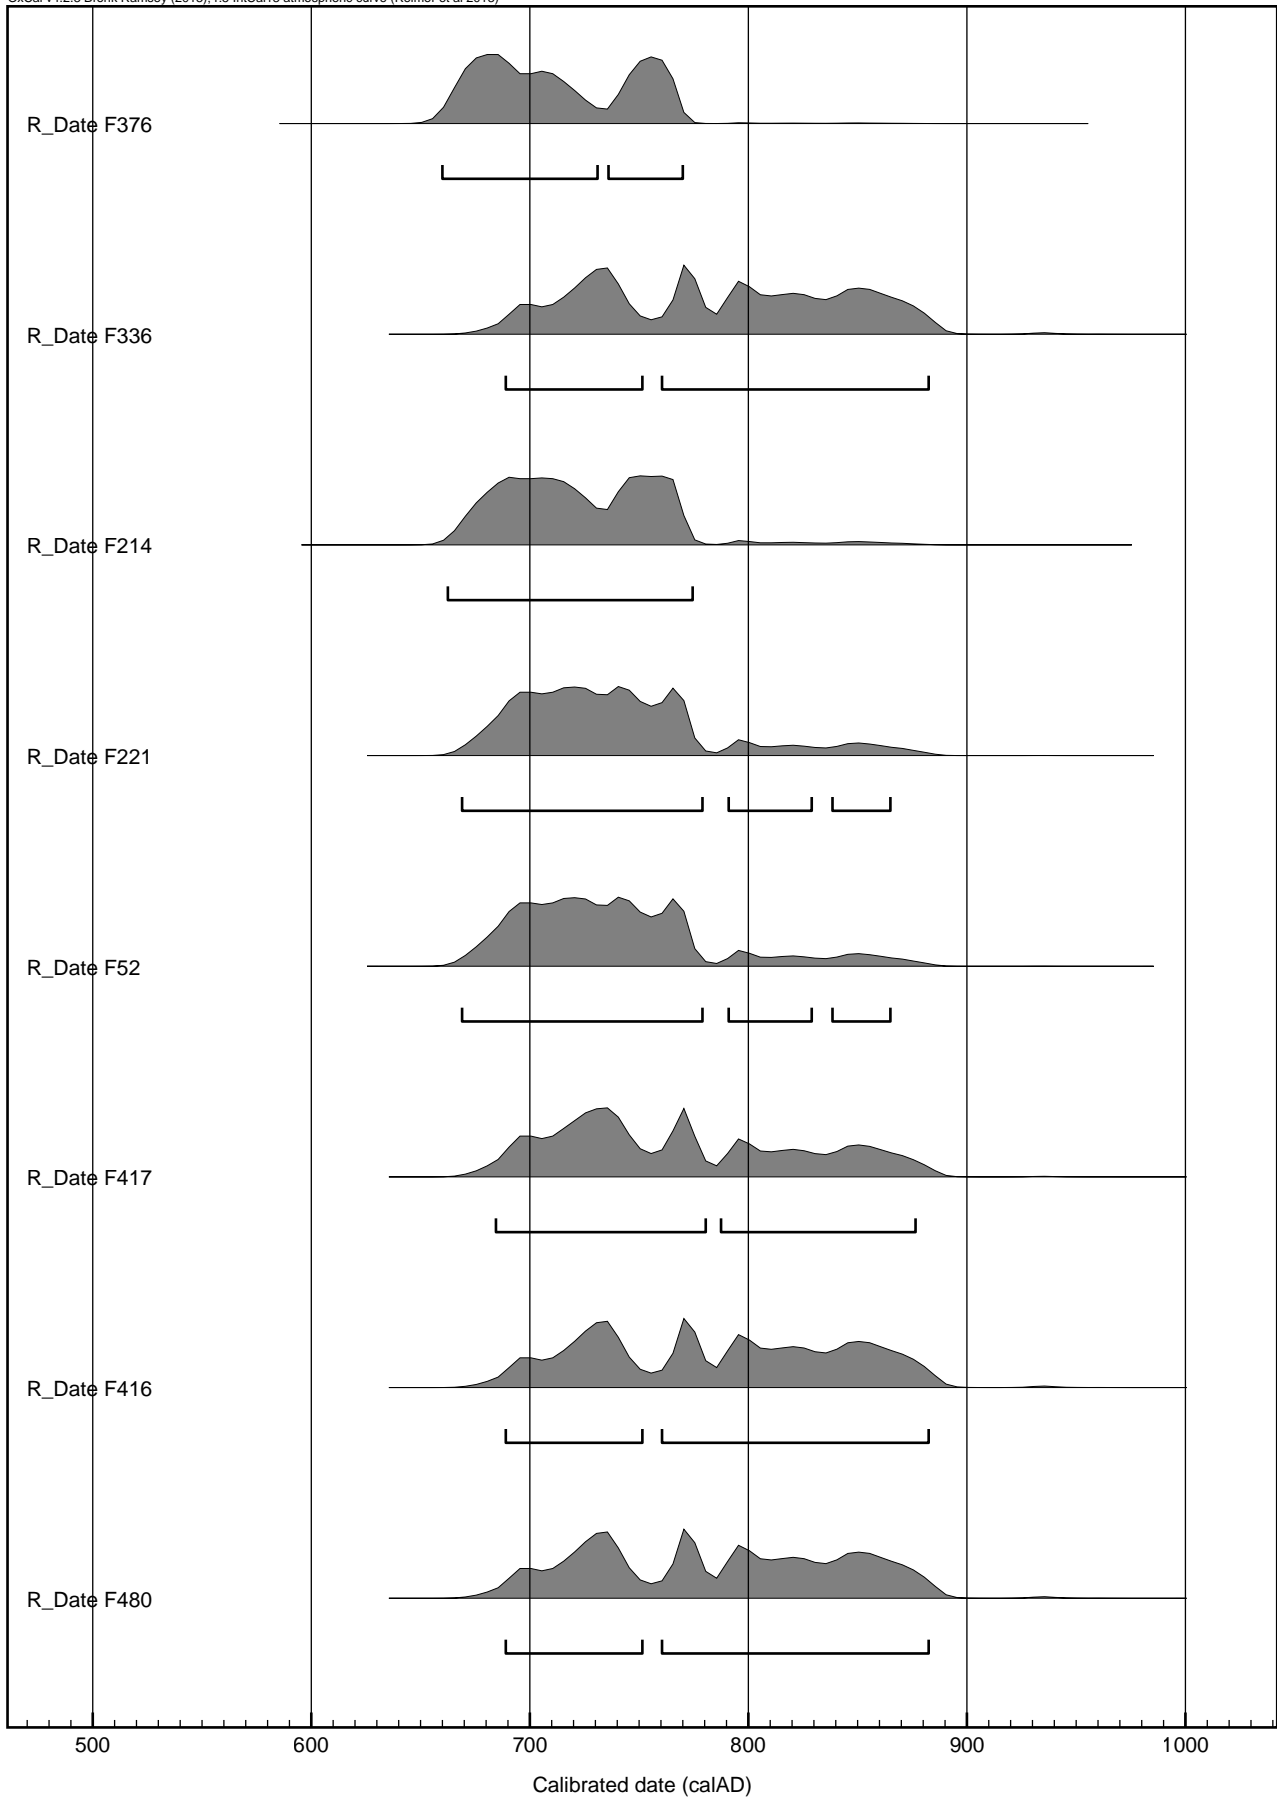 R_Date F376
R_Date F336
R_Date F214
R_Date F221
R_Date F52
R_Date F417
R_Date F416
R_Date F480
500 600 700 800 900 1000
Calibrated date (calAD)